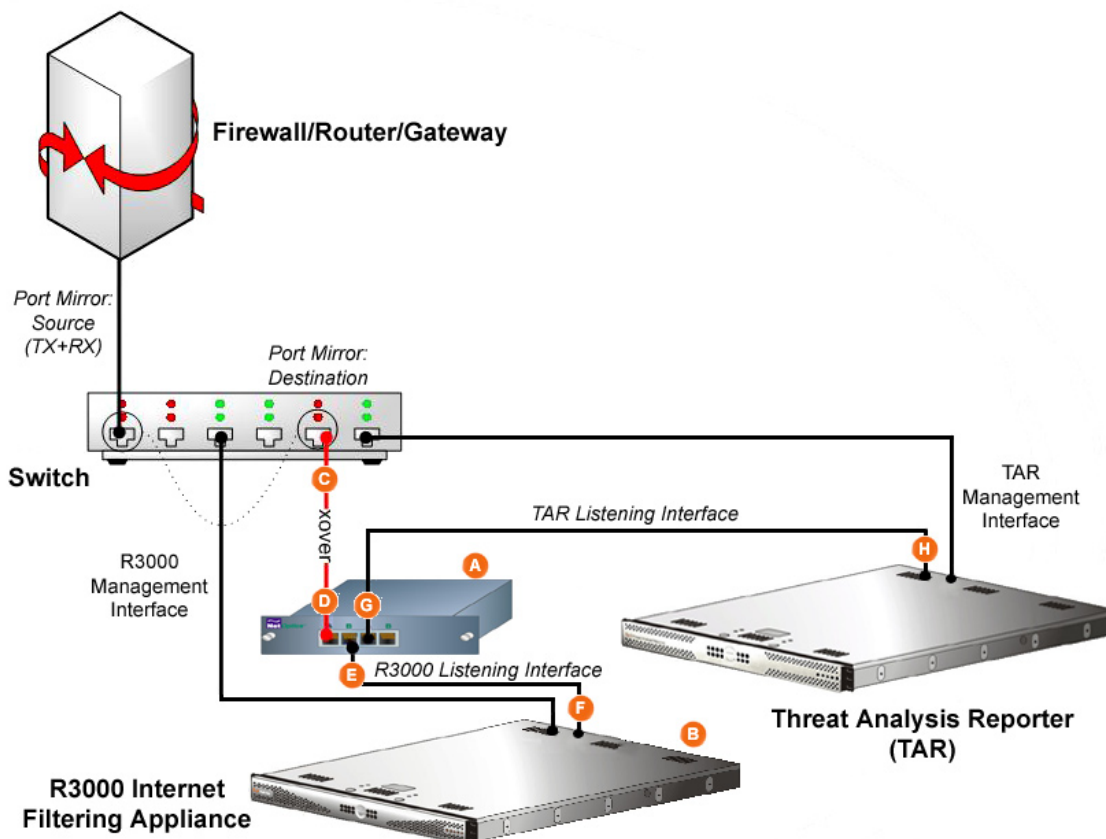 Firewall/Router/Gateway
Port Mirror:
Source
(TX+RX)
Port Mirror:
Destination
Switch
C
xover
TAR Listening Interface
TAR
Management
Interface
H
R3000
Management
Interface
A
D
G
E
R3000 Listening Interface
F
B
Threat Analysis Reporter
(TAR)
R3000 Internet
Filtering Appliance